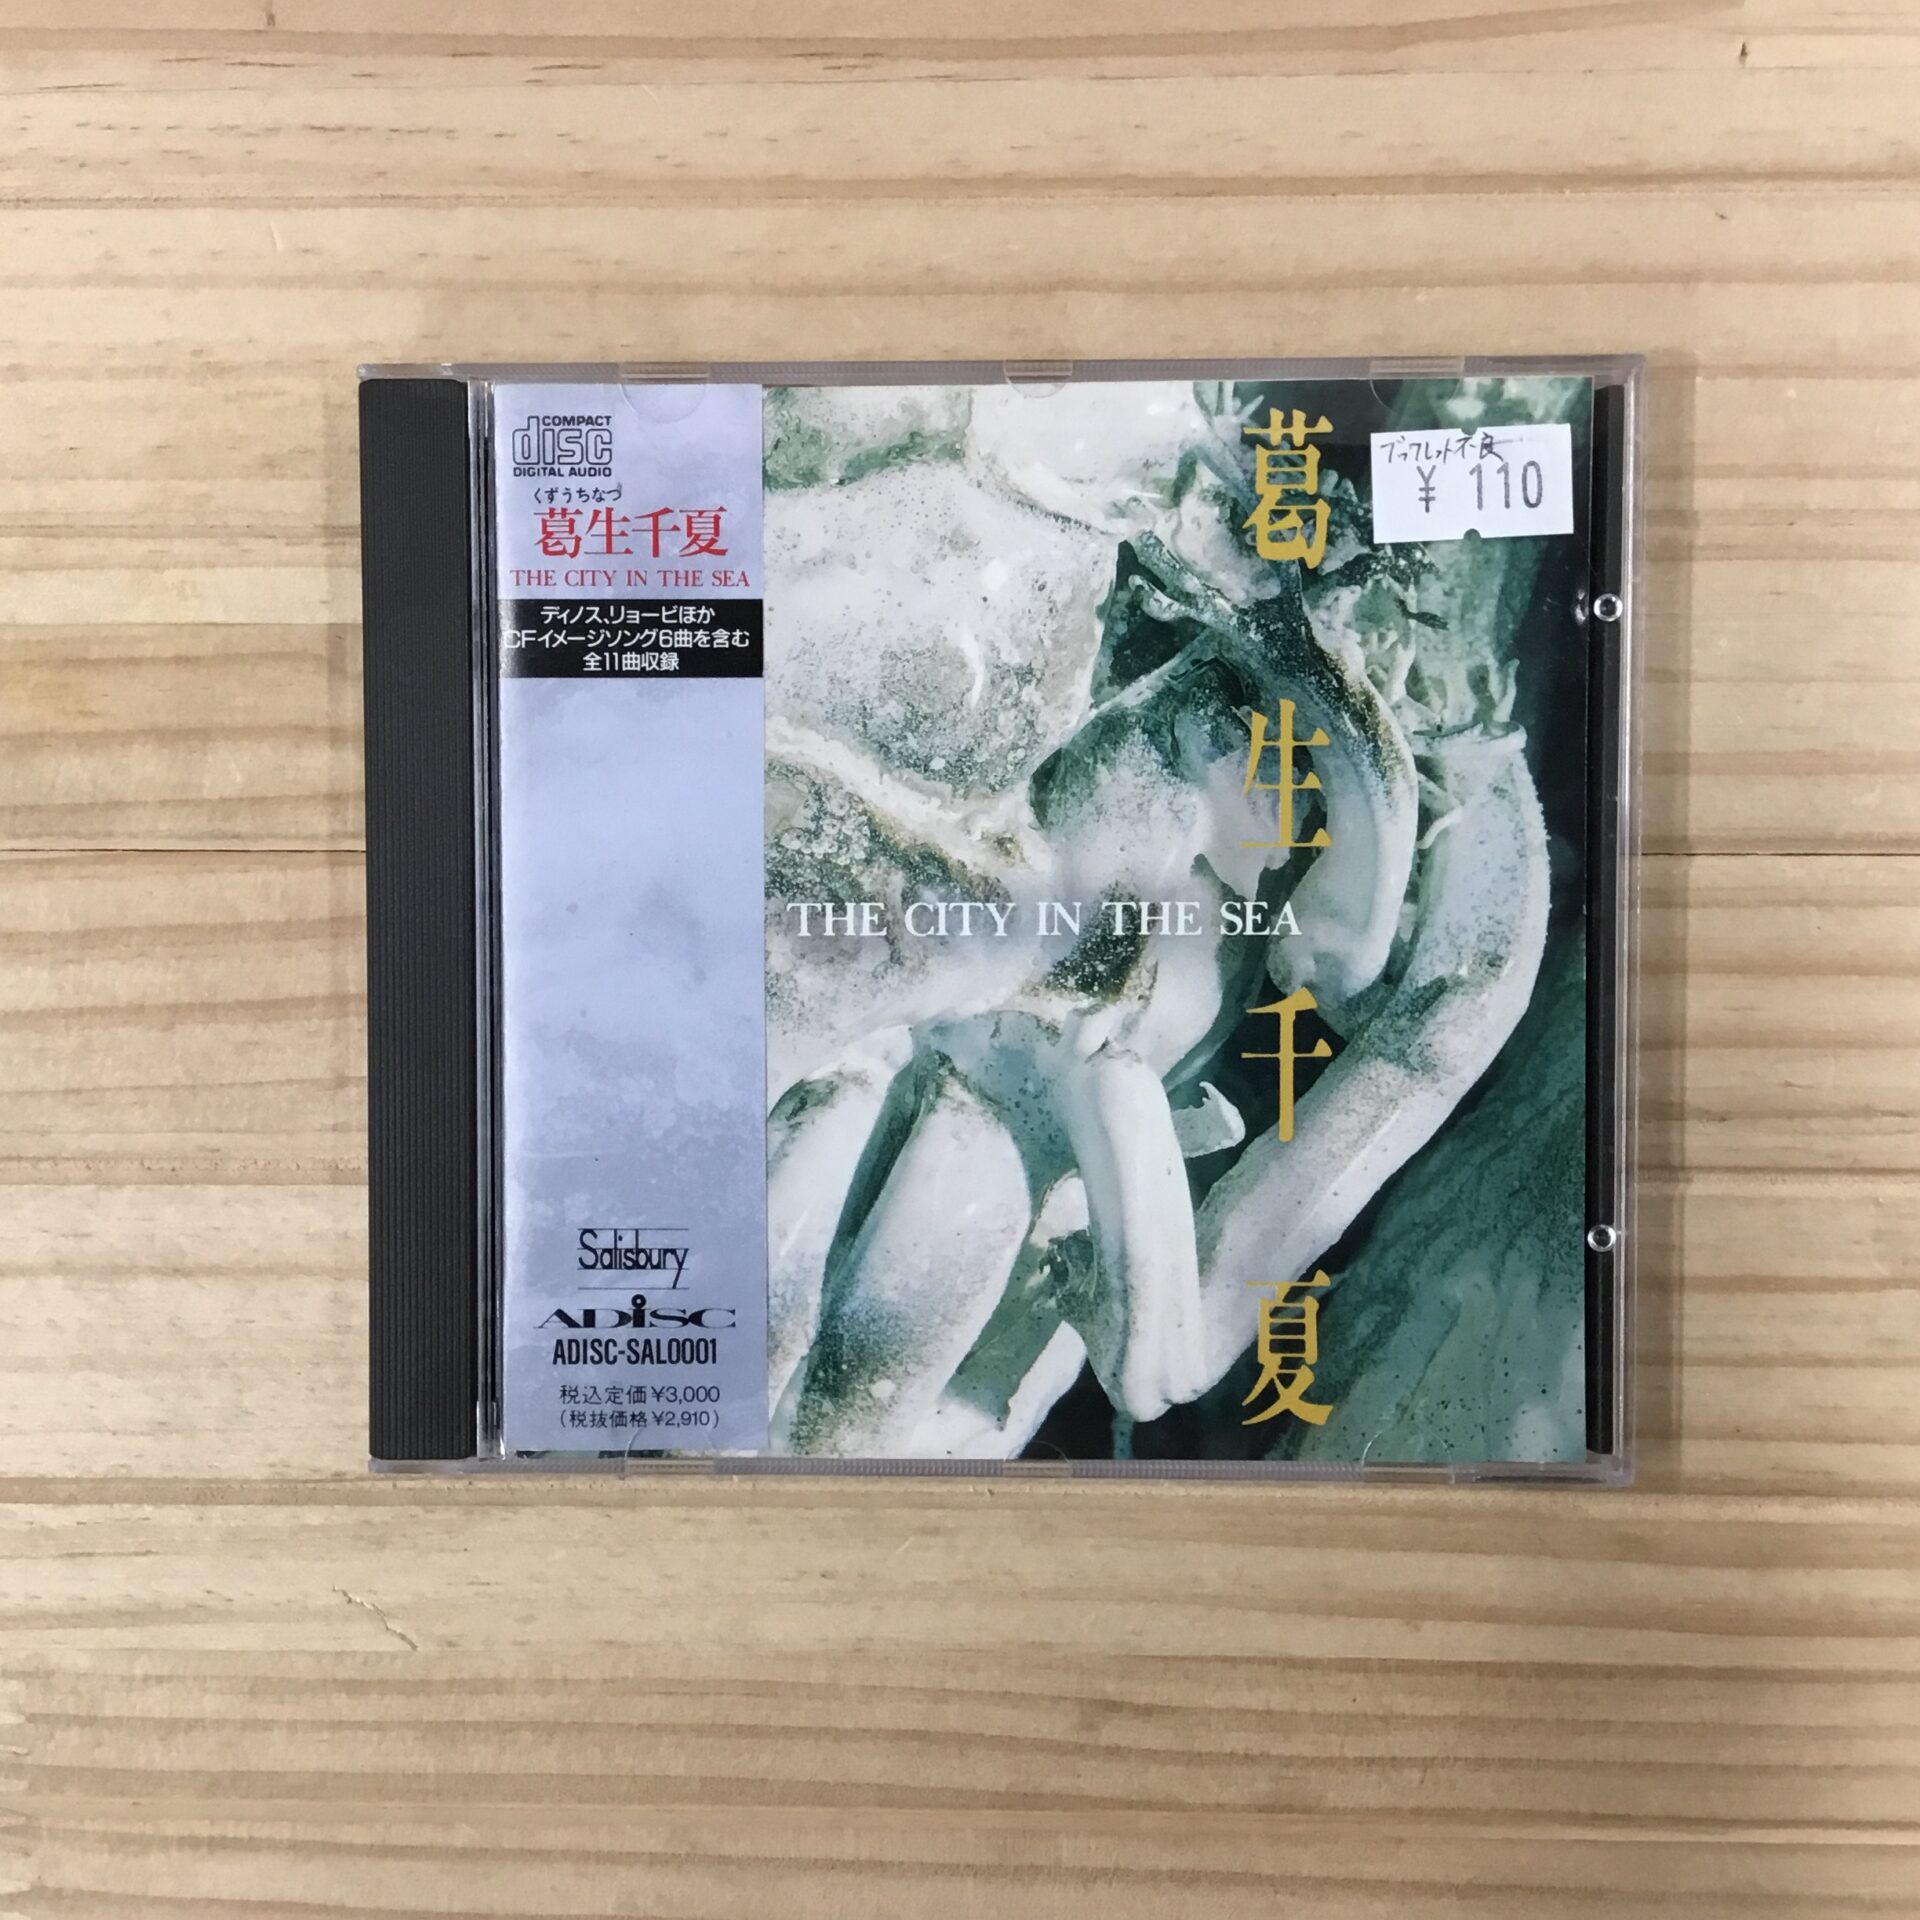 COMPACT
disc
DIGITAL AUDIO
くずうちなつ
葛生千夏
THE CITY IN THE SEA
ディノス、リョービほか
CFイメージソング6曲を含む
全11曲収録
Salisbury
ADiSC
ADISC-SAL0001
税込定価¥3,000
(税抜価格¥2,910)
葛生千夏
THE CITY IN THE SEA
ブックレット不良
¥ 110